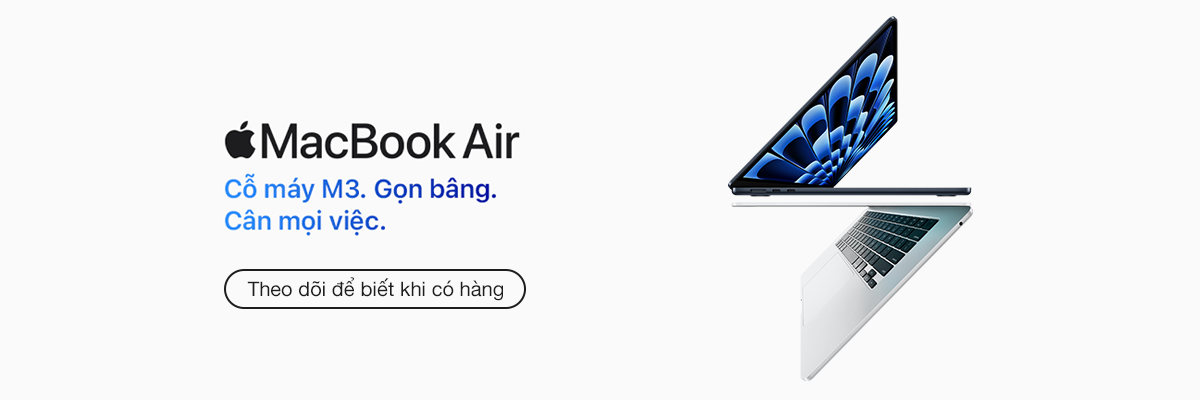 MacBook Air
Cỗ máy M3. Gọn bâng.
Cân mọi việc.
Theo dõi để biết khi có hàng